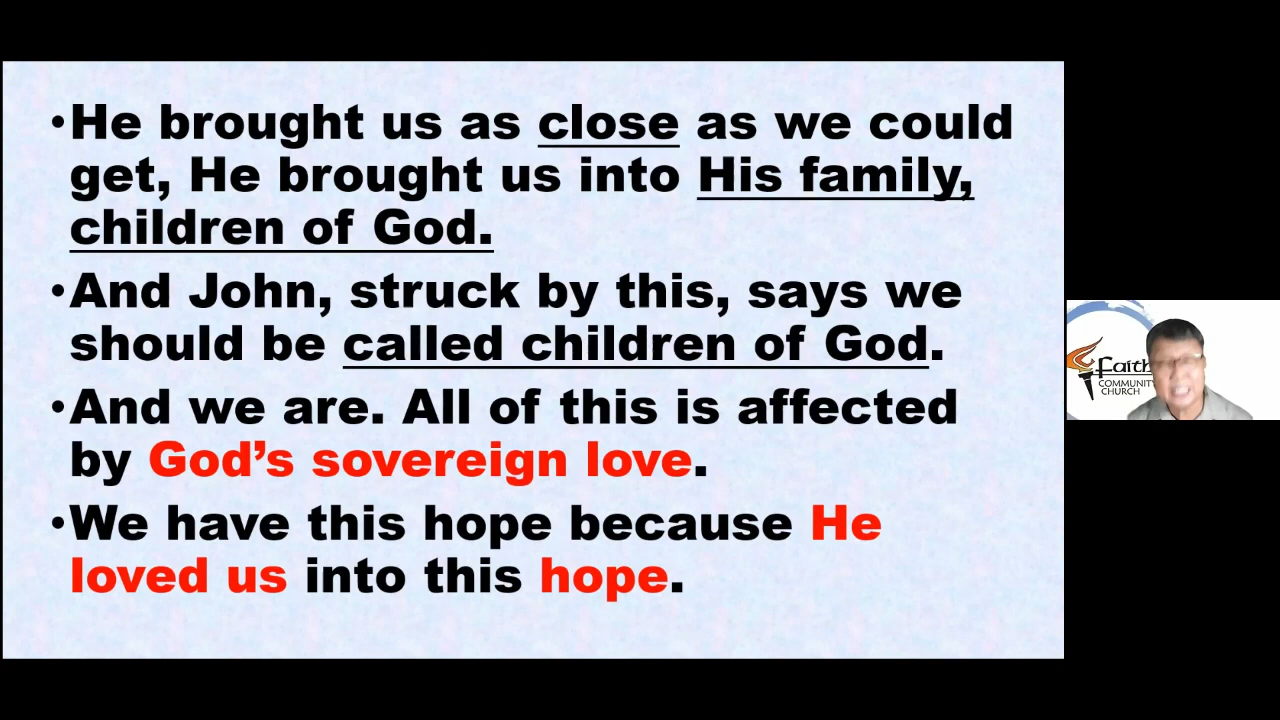 •He brought us as close as we could
get, He brought us into His family,
children of God.
•And John, struck by this, says we
should be called children of God.
•And we are. All of this is affected
by God’s sovereign love.
•We have this hope because He
loved us into this hope.
Faith
COMMUNITY
CHURCH